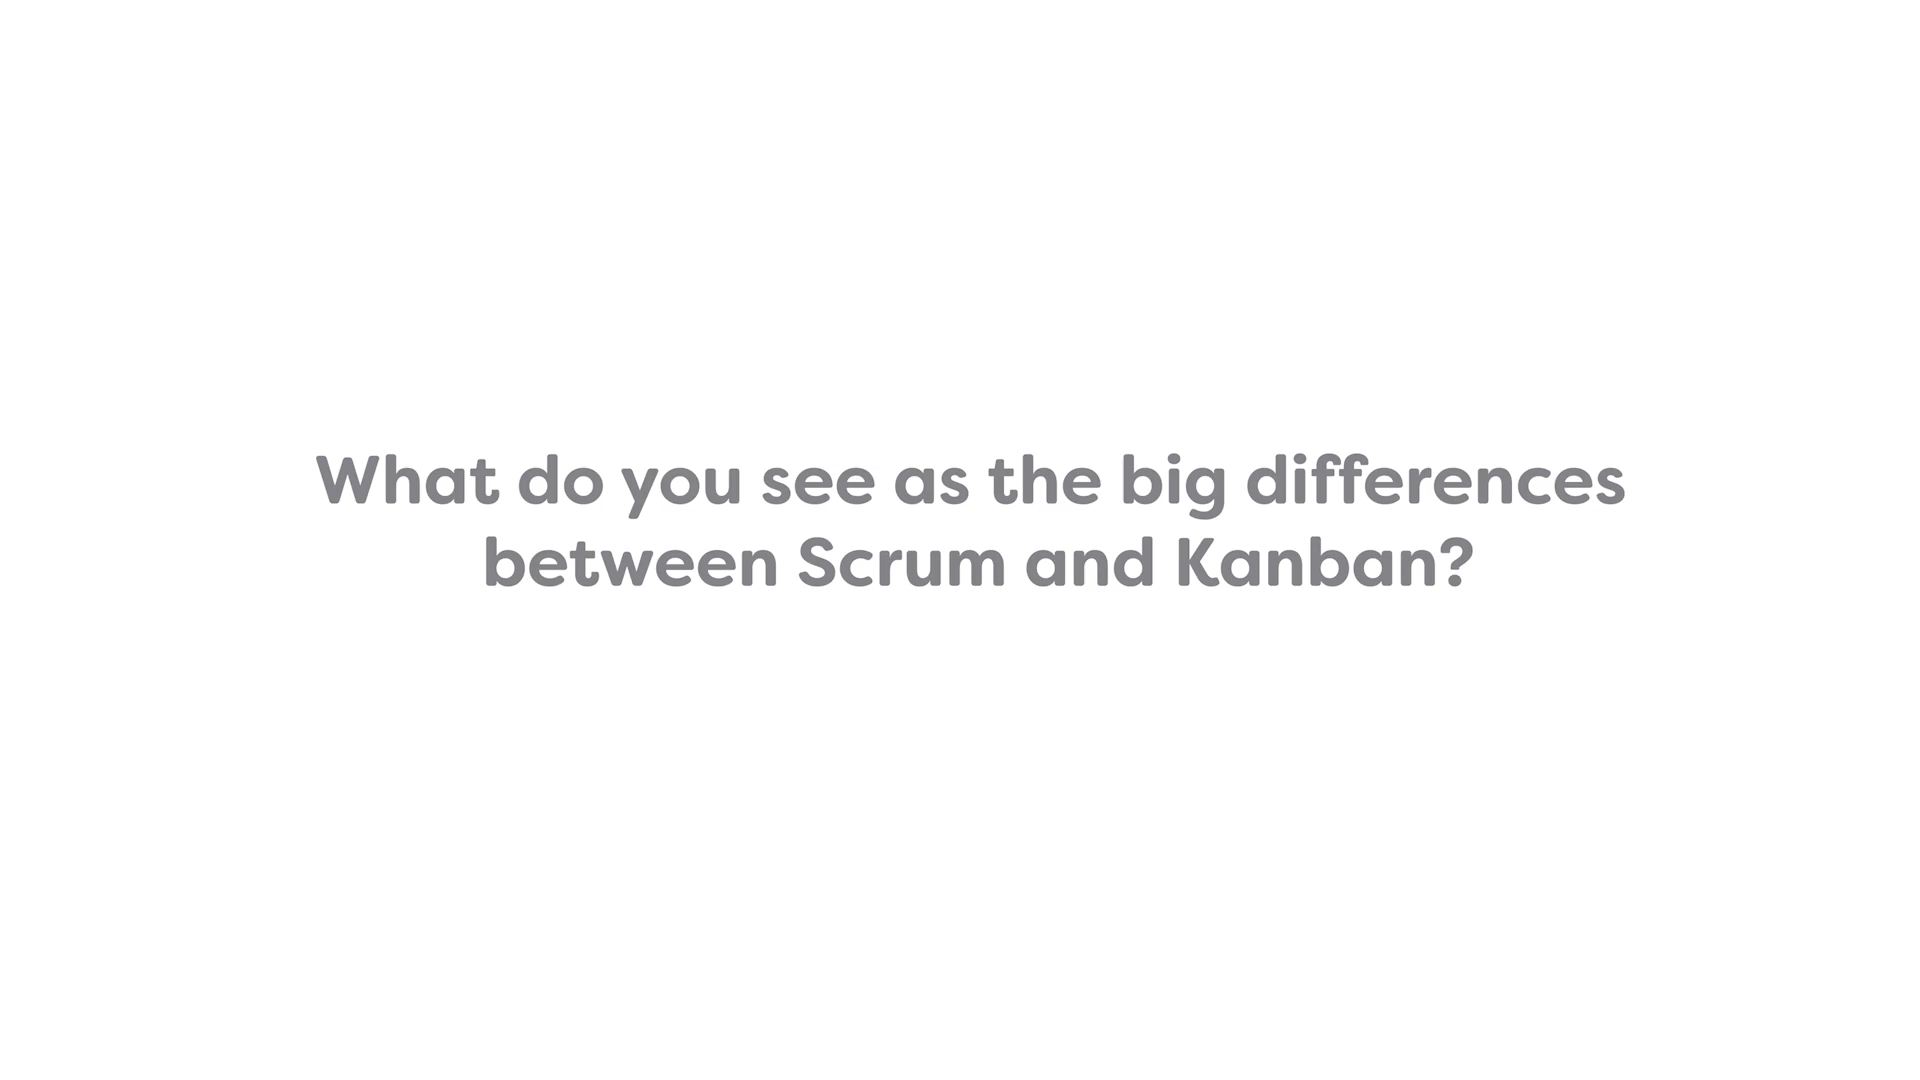 What do you see as the big differences
between Scrum and Kanban?